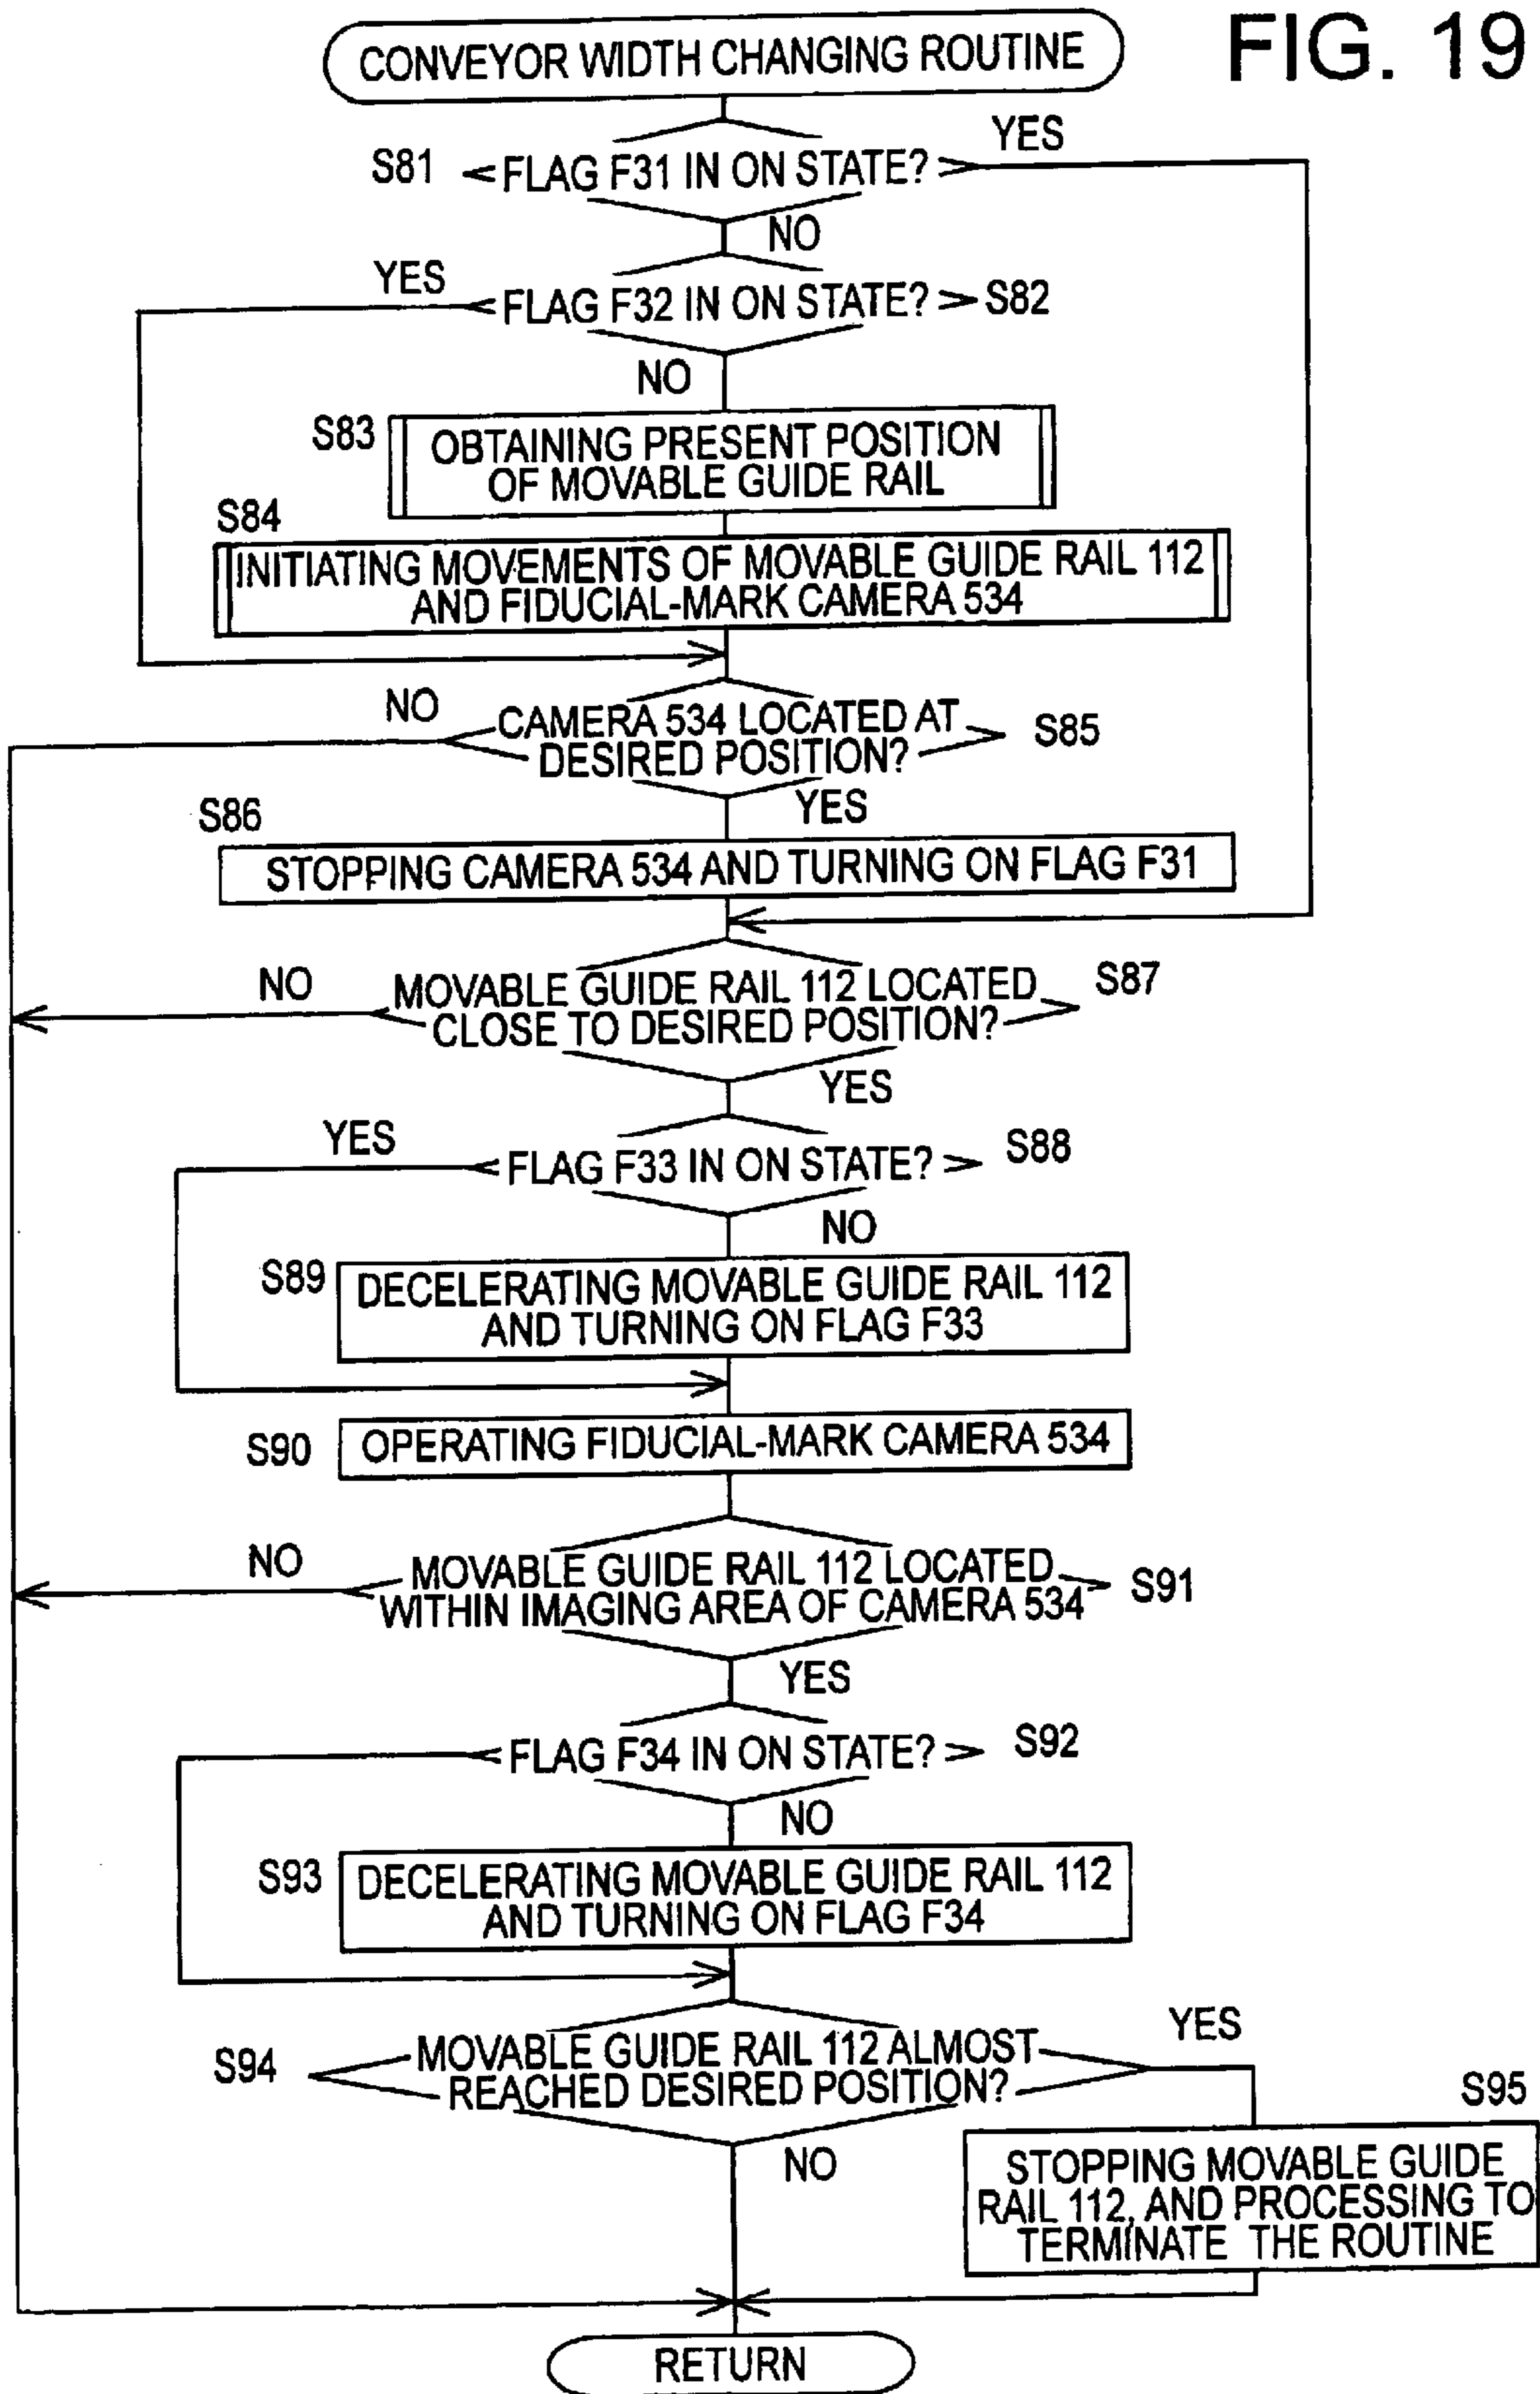 FIG. 19
CONVEYOR WIDTH CHANGING ROUTINE
YES
S81
FLAG F31 IN ON STATE?
NO
YES
FLAG F32 IN ON STATE?
S82
NO
S83
OBTAINING PRESENT POSITION
OF MOVABLE GUIDE RAIL
S84
INITIATING MOVEMENTS OF MOVABLE GUIDE RAIL 112
AND FIDUCIAL-MARK CAMERA 534
NO
CAMERA 534 LOCATED AT
DESIRED POSITION?
S85
YES
S86
STOPPING CAMERA 534 AND TURNING ON FLAG F31
NO
MOVABLE GUIDE RAIL 112 LOCATED
CLOSE TO DESIRED POSITION?
S87
YES
YES
FLAG F33 IN ON STATE?
S88
NO
S89
DECELERATING MOVABLE GUIDE RAIL 112
AND TURNING ON FLAG F33
S90
OPERATING FIDUCIAL-MARK CAMERA 534
NO
MOVABLE GUIDE RAIL 112 LOCATED
WITHIN IMAGING AREA OF CAMERA 534
S91
YES
FLAG F34 IN ON STATE?
S92
NO
S93
DECELERATING MOVABLE GUIDE RAIL 112
AND TURNING ON FLAG F34
YES
S94
MOVABLE GUIDE RAIL 112 ALMOST
REACHED DESIRED POSITION?
S95
NO
STOPPING MOVABLE GUIDE
RAIL 112, AND PROCESSING TO
TERMINATE THE ROUTINE
RETURN